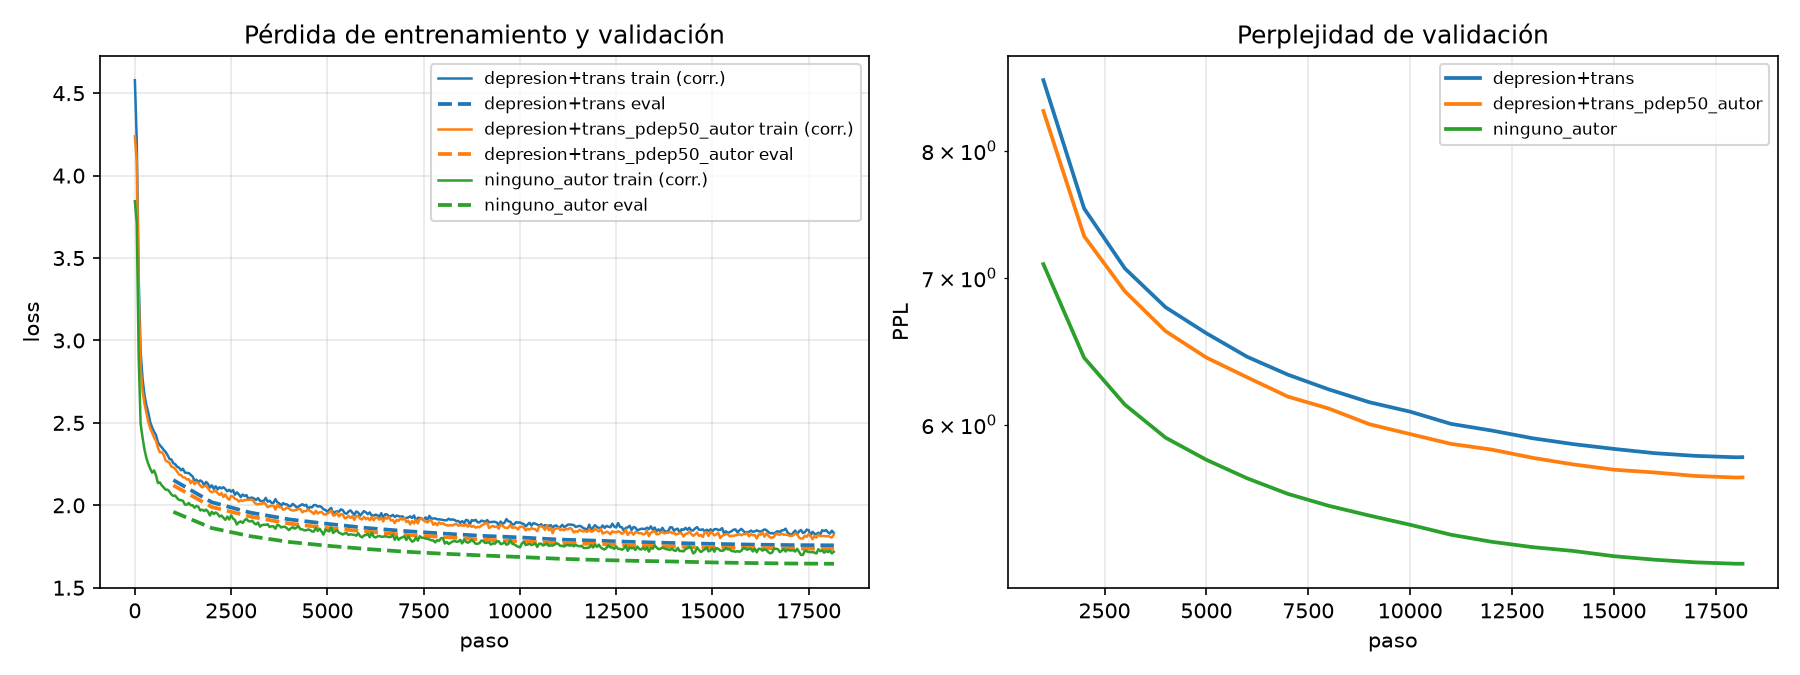 Pérdida de entrenamiento y validación
depresion+trans train (corr.)
depresion+trans eval
depresion+trans_pdep50_autor train (corr.)
depresion+trans_pdep50_autor eval
ninguno_autor train (corr.)
ninguno_autor eval
4.5
4.0
3.5
3.0
2.5
2.0
1.5
loss
0
2500
5000
7500
10000
12500
15000
17500
paso
Perplejidad de validación
depresion+trans
depresion+trans_pdep50_autor
ninguno_autor
8 × 10⁰
7 × 10⁰
6 × 10⁰
PPL
2500
5000
7500
10000
12500
15000
17500
paso